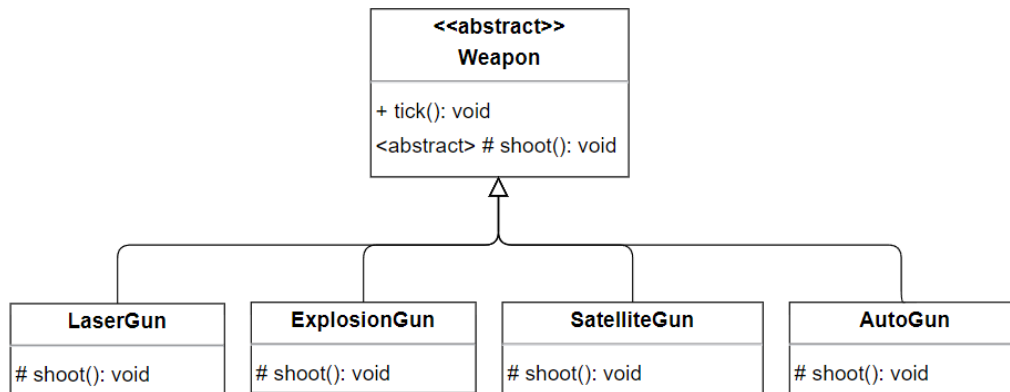 <<abstract>>
Weapon
+ tick(): void
<abstract> # shoot(): void
LaserGun
# shoot(): void
ExplosionGun
# shoot(): void
SatelliteGun
# shoot(): void
AutoGun
# shoot(): void